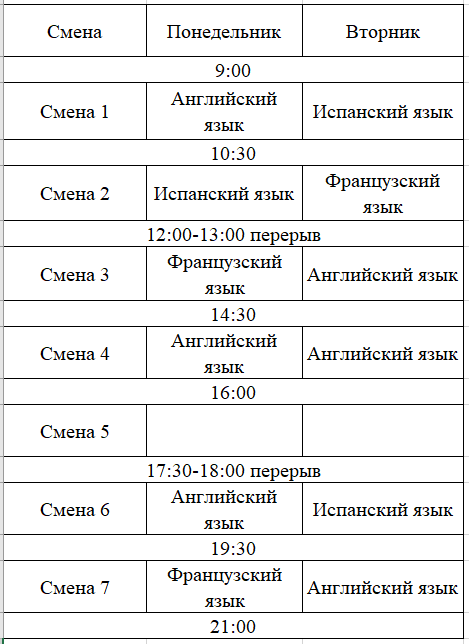 Смена Понедельник Вторник
9:00
Смена 1 Английский язык Испанский язык
10:30
Смена 2 Испанский язык Французский язык
12:00-13:00 перерыв
Смена 3 Французский язык Английский язык
14:30
Смена 4 Английский язык Английский язык
16:00
Смена 5
17:30-18:00 перерыв
Смена 6 Английский язык Испанский язык
19:30
Смена 7 Французский язык Английский язык
21:00